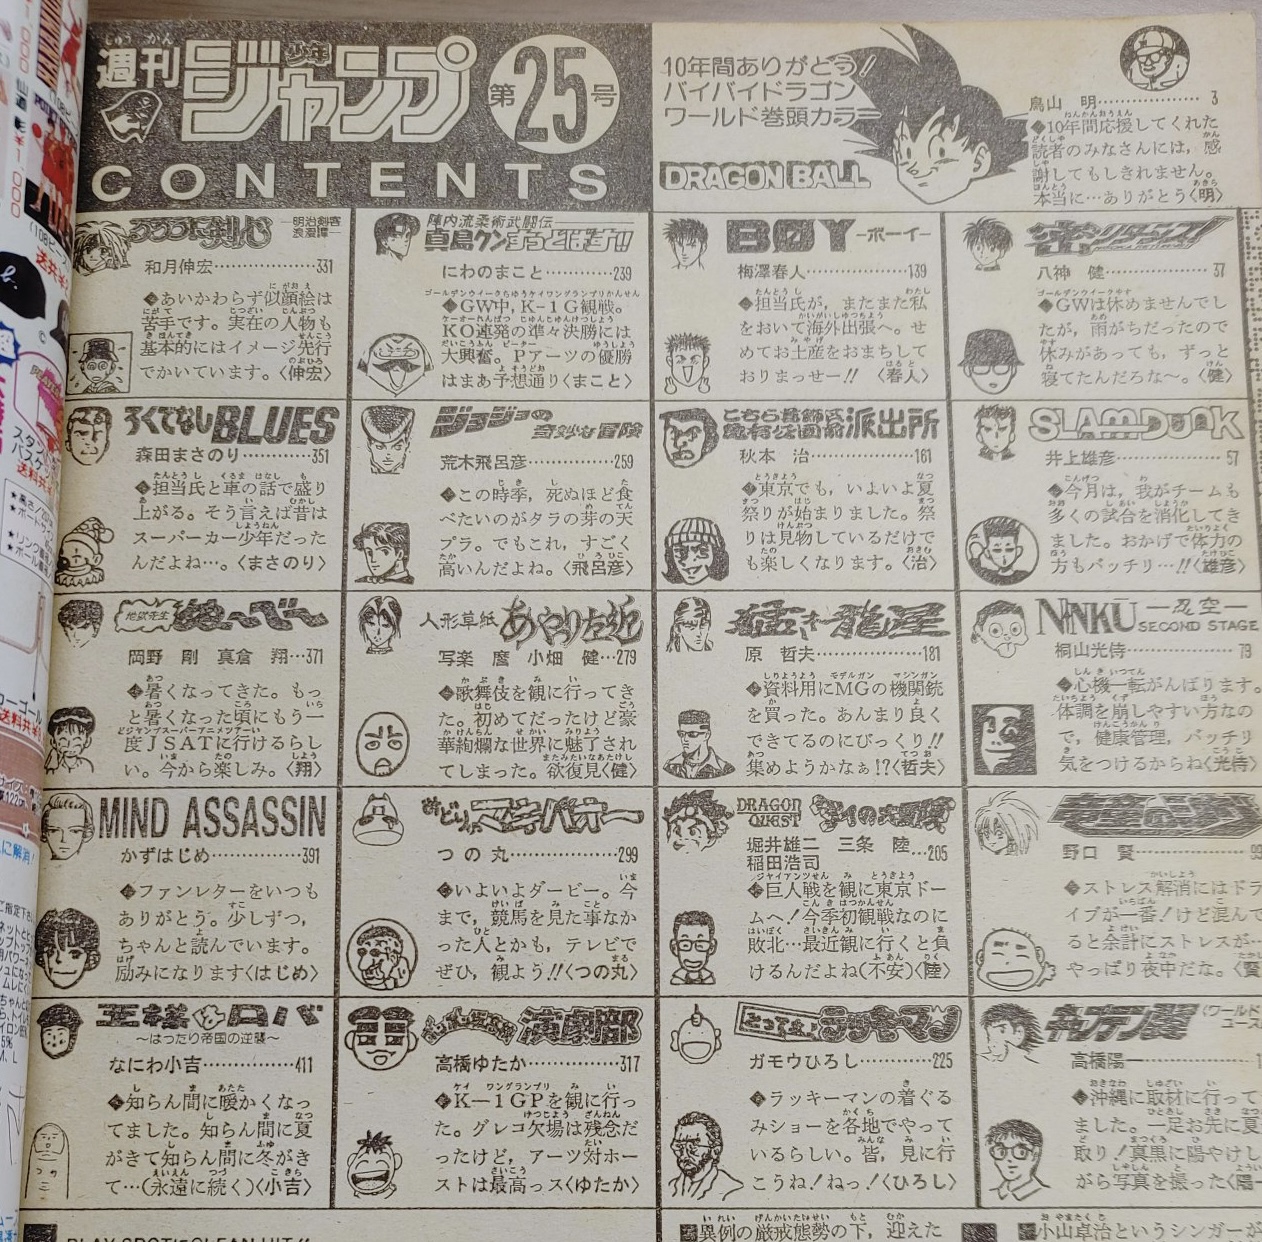 週刊
少年
ジャンプ
第25号
CONTENTS
10年間ありがとう!
バイバイドラゴン
ワールド巻頭カラー
DRAGON BALL
鳥山 明……………… 3
◆10年間応援してくれた
読者のみなさんには,感
謝してもしきれません。
本当に…ありがとう〈明〉
るろうに剣心
―明治剣客
浪漫譚―
和月伸宏……………331
◆あいかわらず似顔絵は
苦手です。実在の人物も
基本的にはイメージ先行
でかいています。〈伸宏〉
陣内流柔術武闘伝
真島クンすっとばす!!
にわのまこと………239
◆GW中,K−1G観戦。
KO連発の準々決勝には
大興奮。Pアーツの優勝
はまあ予想通り〈まこと〉
BØY―ボーイ―
梅澤春人……………139
◆担当氏が,またまた私
をおいて海外出張へ。せ
めてお土産をおまちして
おりまっせー!! 〈春人〉
八神 健…………… 37
◆GWは休めませんでし
たが,雨がちだったので
休みがあっても,ずっと
寝てたんだろな〜。〈健〉
ろくでなしBLUES
森田まさのり………351
◆担当氏と車の話で盛り
上がる。そう言えば昔は
スーパーカー少年だった
んだよね…。〈まさのり〉
ジョジョの
奇妙な冒険
荒木飛呂彦…………259
◆この時季,死ぬほど食
べたいのがタラの芽の天
プラ。でもこれ,すごく
高いんだよね。〈飛呂彦〉
こちら葛飾区
亀有公園前派出所
秋本 治……………161
◆東京でも,いよいよ夏
祭りが始まりました。祭
りは見物しているだけで
も楽しくなります。〈治〉
SLAM DUNK
井上雄彦…………… 57
◆今月は,我がチームも
多くの試合を消化してき
ました。おかげで体力の
方もバッチリ…!!〈雄彦〉
地獄先生ぬ〜べ〜
岡野 剛 真倉 翔…371
◆暑くなってきた。もっ
と暑くなった頃にもう一
度JSATに行けるらし
い。今から楽しみ。〈翔〉
人形草紙あやつり左近
写楽 麿 小畑 健…279
◆歌舞伎を観に行ってき
た。初めてだったけど豪
華絢爛な世界に魅了され
てしまった。欲復見〈健〉
猛き龍星
原 哲夫……………181
◆資料用にMGの機関銃
を買った。あんまり良く
できてるのにびっくり!!
集めようかなぁ!?〈哲夫〉
NINKU―忍空―
SECOND STAGE
桐山光侍…………… 79
◆心機一転がんばります。
体調を崩しやすい方なの
で,健康管理,バッチリ
気をつけるからね〈光侍〉
MIND ASSASSIN
かずはじめ…………391
◆ファンレターをいつも
ありがとう。少しずつ,
ちゃんと読んでいます。
励みになります〈はじめ〉
みどりのマキバオー
つの丸………………299
◆いよいよダービー。今
まで,競馬を見た事なか
った人とかも,テレビで
ぜひ,観よう!!〈つの丸〉
DRAGON
QUEST ダイの大冒険
堀井雄二 三条 陸…205
稲田浩司
◆巨人戦を観に東京ドー
ムへ!今季初観戦なのに
敗北…最近観に行くと負
けるんだよね(不安)〈陸〉
野口 賢…………… 99
◆ストレス解消にはドラ
イブが一番!けど混んで
ると余計にストレスが…
やっぱり夜中だな。〈賢
王様はロバ
〜はったり帝国の逆襲〜
なにわ小吉…………411
◆知らん間に暖かくなっ
てました。知らん間に夏
がきて知らん間に冬がき
て…(永遠に続く)〈小吉〉
ボンボン坂高校演劇部
高橋ゆたか…………317
◆K−1GPを観に行っ
た。グレコ欠場は残念だ
ったけど,アーツ対ホー
ストは最高っス〈ゆたか〉
とっても!ラッキーマン
ガモウひろし………225
◆ラッキーマンの着ぐる
みショーを各地でやって
いるらしい。皆,見に行
こうね!ねっ!〈ひろし〉
キャプテン翼
〈ワールド
ユース
高橋陽一……………1
◆沖縄に取材に行って
ました。一足お先に夏
取り!真黒に陽やけし
がら写真を撮った〈陽一
■異例の厳戒態勢の下,迎えた
■小山卓治というシンガーが